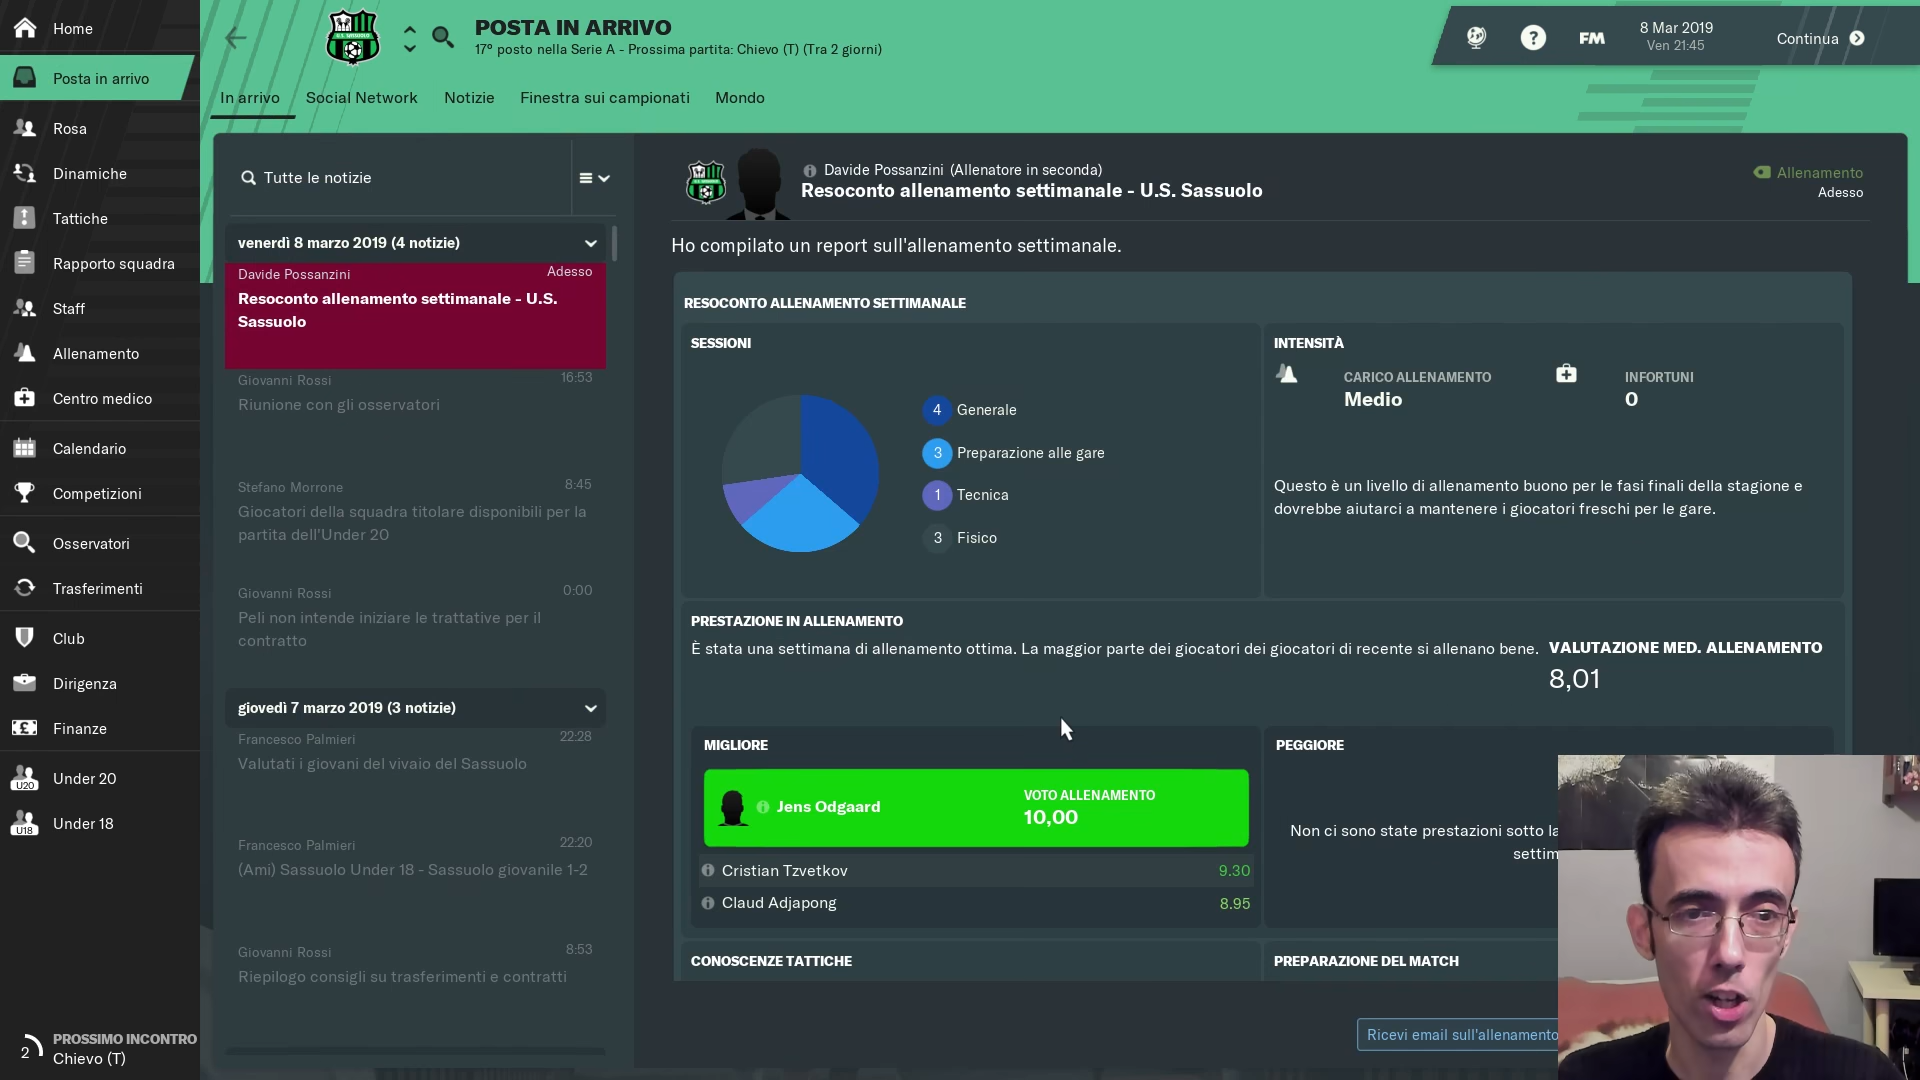 Home
Posta in arrivo
Rosa
Dinamiche
Tattiche
Rapporto squadra
Staff
Allenamento
Centro medico
Calendario
Competizioni
Osservatori
Trasferimenti
Club
Dirigenza
Finanze
U20
Under 20
U18
Under 18
2
PROSSIMO INCONTRO
Chievo (T)
POSTA IN ARRIVO
17° posto nella Serie A - Prossima partita: Chievo (T) (Tra 2 giorni)
FM
8 Mar 2019
Ven 21:45
Continua
In arrivo
Social Network
Notizie
Finestra sui campionati
Mondo
Tutte le notizie
venerdì 8 marzo 2019 (4 notizie)
Davide Possanzini
Adesso
Resoconto allenamento settimanale - U.S.
Sassuolo
Giovanni Rossi
16:53
Riunione con gli osservatori
Stefano Morrone
8:45
Giocatori della squadra titolare disponibili per la
partita dell'Under 20
Giovanni Rossi
0:00
Peli non intende iniziare le trattative per il
contratto
giovedì 7 marzo 2019 (3 notizie)
Francesco Palmieri
22:28
Valutati i giovani del vivaio del Sassuolo
Francesco Palmieri
22:20
(Ami) Sassuolo Under 18 - Sassuolo giovanile 1-2
Giovanni Rossi
8:53
Riepilogo consigli su trasferimenti e contratti
Davide Possanzini (Allenatore in seconda)
Resoconto allenamento settimanale - U.S. Sassuolo
Allenamento
Adesso
Ho compilato un report sull'allenamento settimanale.
RESOCONTO ALLENAMENTO SETTIMANALE
SESSIONI
4 Generale
3 Preparazione alle gare
1 Tecnica
3 Fisico
INTENSITÀ
CARICO ALLENAMENTO
Medio
INFORTUNI
0
Questo è un livello di allenamento buono per le fasi finali della stagione e
dovrebbe aiutarci a mantenere i giocatori freschi per le gare.
PRESTAZIONE IN ALLENAMENTO
È stata una settimana di allenamento ottima. La maggior parte dei giocatori dei giocatori di recente si allenano bene.
VALUTAZIONE MED. ALLENAMENTO
8,01
MIGLIORE
Jens Odgaard
VOTO ALLENAMENTO
10,00
Cristian Tzvetkov
9.30
Claud Adjapong
8.95
PEGGIORE
Non ci sono state prestazioni sotto la
settim
CONOSCENZE TATTICHE
PREPARAZIONE DEL MATCH
Ricevi email sull'allenamento